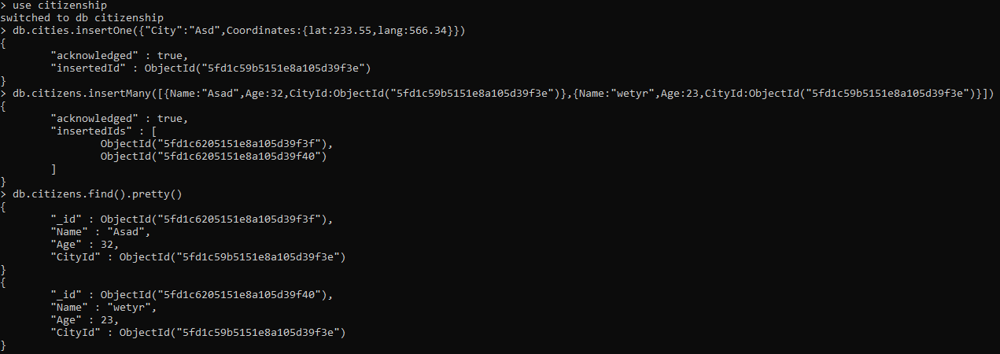 > use citizenship
switched to db citizenship
> db.cities.insertOne({"City":"Asd",Coordinates:{lat:233.55,lang:566.34}})
{
        "acknowledged" : true,
        "insertedId" : ObjectId("5fd1c59b5151e8a105d39f3e")
}
> db.citizens.insertMany([{Name:"Asad",Age:32,CityId:ObjectId("5fd1c59b5151e8a105d39f3e")},{Name:"wetyr",Age:23,CityId:ObjectId("5fd1c59b5151e8a105d39f3e")}])
{
        "acknowledged" : true,
        "insertedIds" : [
                ObjectId("5fd1c6205151e8a105d39f3f"),
                ObjectId("5fd1c6205151e8a105d39f40")
        ]
}
> db.citizens.find().pretty()
{
        "_id" : ObjectId("5fd1c6205151e8a105d39f3f"),
        "Name" : "Asad",
        "Age" : 32,
        "CityId" : ObjectId("5fd1c59b5151e8a105d39f3e")
}
{
        "_id" : ObjectId("5fd1c6205151e8a105d39f40"),
        "Name" : "wetyr",
        "Age" : 23,
        "CityId" : ObjectId("5fd1c59b5151e8a105d39f3e")
}